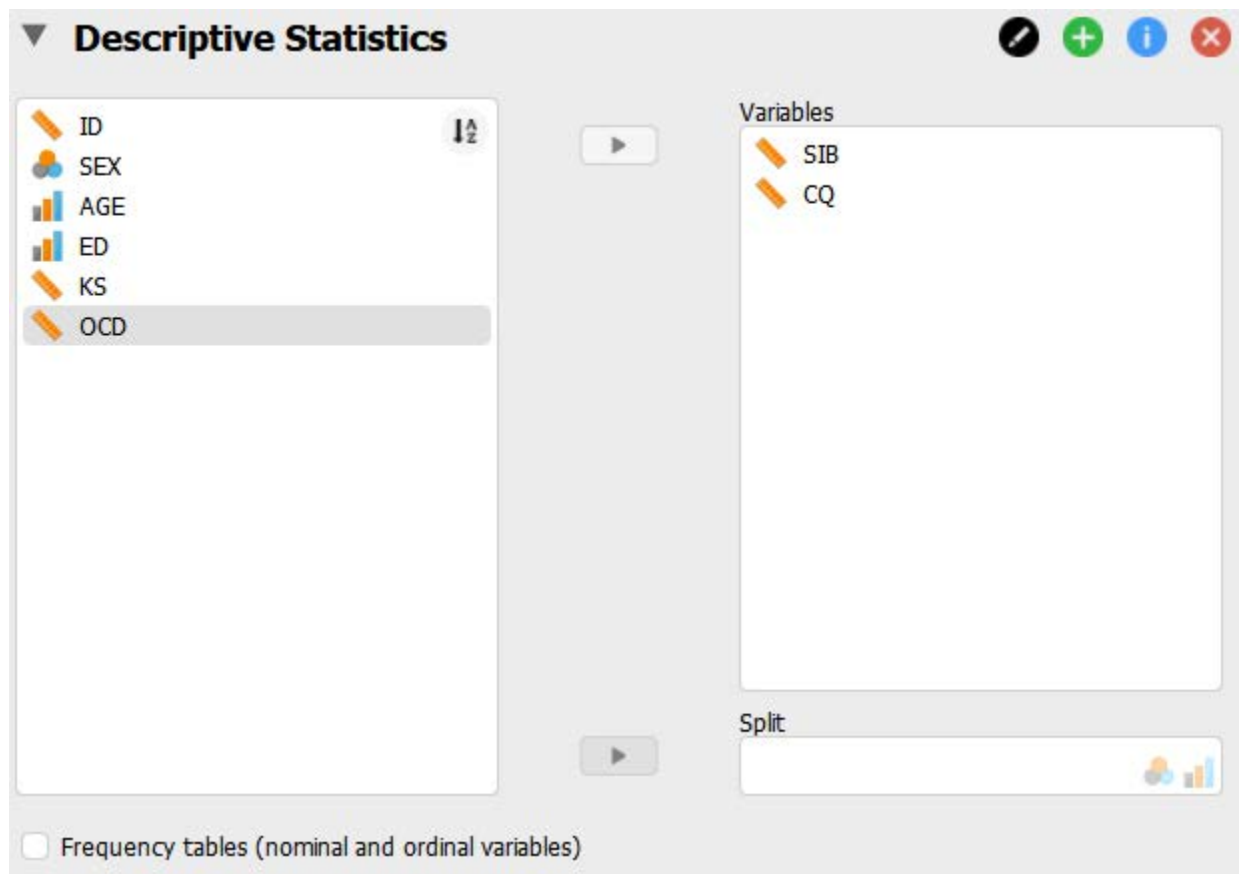 Descriptive Statistics
ID
SEX
AGE
ED
KS
OCD
Variables
SIB
CQ
Split
Frequency tables (nominal and ordinal variables)